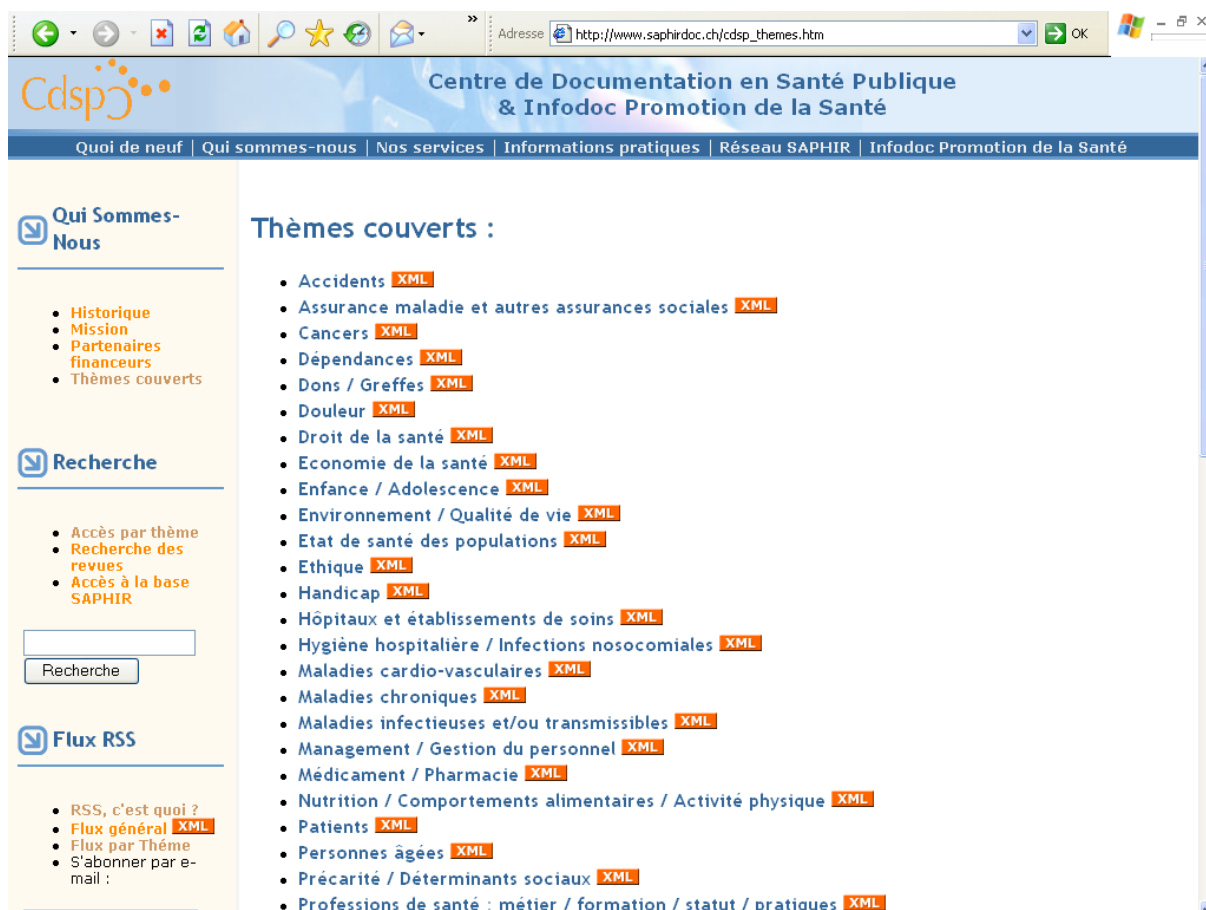 »
Adresse http://www.saphirdoc.ch/cdsp_themes.htm OK
Cdsp
Centre de Documentation en Santé Publique
& Infodoc Promotion de la Santé
Quoi de neuf | Qui sommes-nous | Nos services | Informations pratiques | Réseau SAPHIR | Infodoc Promotion de la Santé
Qui Sommes-
Nous
Historique
Mission
Partenaires
financeurs
Thèmes couverts
Recherche
Accès par thème
Recherche des
revues
Accès à la base
SAPHIR
Recherche
Flux RSS
RSS, c'est quoi ?
Flux général XML
Flux par Théme
S'abonner par e-
mail :
Thèmes couverts :
Accidents XML
Assurance maladie et autres assurances sociales XML
Cancers XML
Dépendances XML
Dons / Greffes XML
Douleur XML
Droit de la santé XML
Economie de la santé XML
Enfance / Adolescence XML
Environnement / Qualité de vie XML
Etat de santé des populations XML
Ethique XML
Handicap XML
Hôpitaux et établissements de soins XML
Hygiène hospitalière / Infections nosocomiales XML
Maladies cardio-vasculaires XML
Maladies chroniques XML
Maladies infectieuses et/ou transmissibles XML
Management / Gestion du personnel XML
Médicament / Pharmacie XML
Nutrition / Comportements alimentaires / Activité physique XML
Patients XML
Personnes âgées XML
Précarité / Déterminants sociaux XML
Professions de santé : métier / formation / statut / pratiques XML